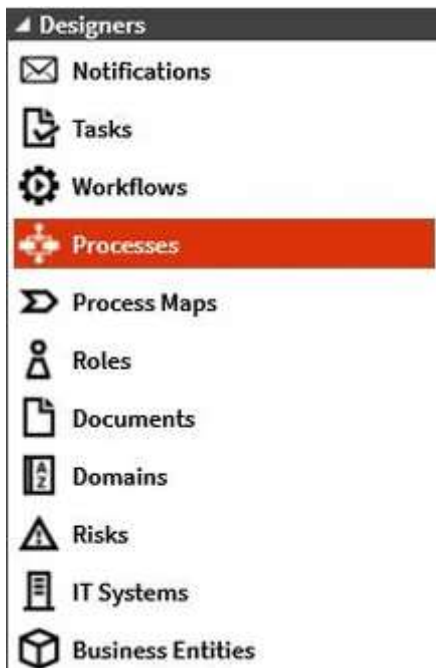 Designers
Notifications
Tasks
Workflows
Processes
Process Maps
Roles
Documents
Domains
Risks
IT Systems
Business Entities